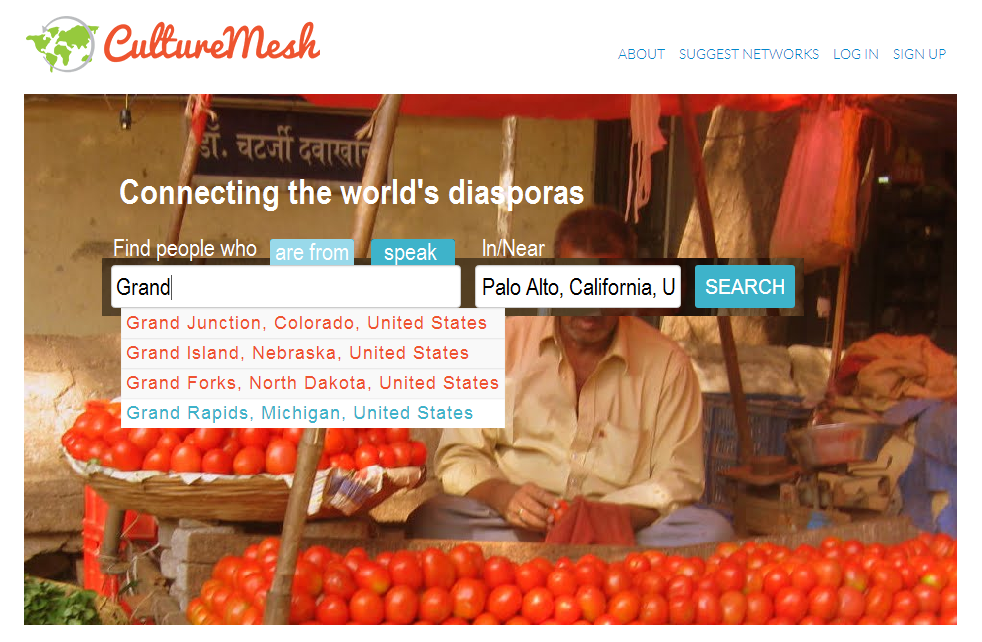 CultureMesh
ABOUT SUGGEST NETWORKS LOG IN SIGN UP
डॉ. चटर्जी दवाखाना
Connecting the world's diasporas
Find people who are from speak In/Near
Grand Palo Alto, California, U SEARCH
Grand Junction, Colorado, United States
Grand Island, Nebraska, United States
Grand Forks, North Dakota, United States
Grand Rapids, Michigan, United States